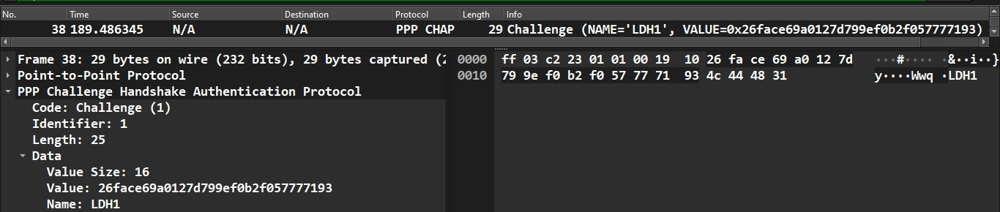 No. Time Source Destination Protocol Length Info
38 189.486345 N/A N/A PPP CHAP 29 Challenge (NAME='LDH1', VALUE=0x26face69a0127d799ef0b2f057777193)
Frame 38: 29 bytes on wire (232 bits), 29 bytes captured (2
Point-to-Point Protocol
PPP Challenge Handshake Authentication Protocol
Code: Challenge (1)
Identifier: 1
Length: 25
Data
Value Size: 16
Value: 26face69a0127d799ef0b2f057777193
Name: LDH1
0000 ff 03 c2 23 01 01 00 19 10 26 fa ce 69 a0 12 7d ···#···· ·&··i··}
0010 79 9e f0 b2 f0 57 77 71 93 4c 44 48 31 y····Wwq ·LDH1